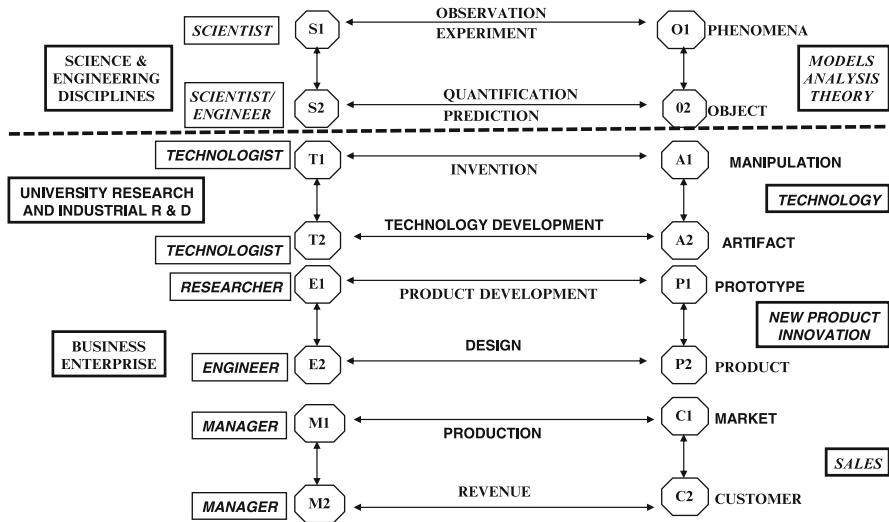 SCIENTIST S1 OBSERVATION O1 PHENOMENA
EXPERIMENT
SCIENCE &
ENGINEERING
DISCIPLINES
MODELS
ANALYSIS
THEORY
SCIENTIST/
ENGINEER
S2 QUANTIFICATION 02 OBJECT
PREDICTION
TECHNOLOGIST T1 INVENTION A1 MANIPULATION
UNIVERSITY RESEARCH
AND INDUSTRIAL R & D
TECHNOLOGY
TECHNOLOGIST T2 TECHNOLOGY DEVELOPMENT A2 ARTIFACT
RESEARCHER E1 PRODUCT DEVELOPMENT P1 PROTOTYPE
NEW PRODUCT
INNOVATION
BUSINESS
ENTERPRISE
ENGINEER E2 DESIGN P2 PRODUCT
MANAGER M1 PRODUCTION C1 MARKET
SALES
MANAGER M2 REVENUE C2 CUSTOMER